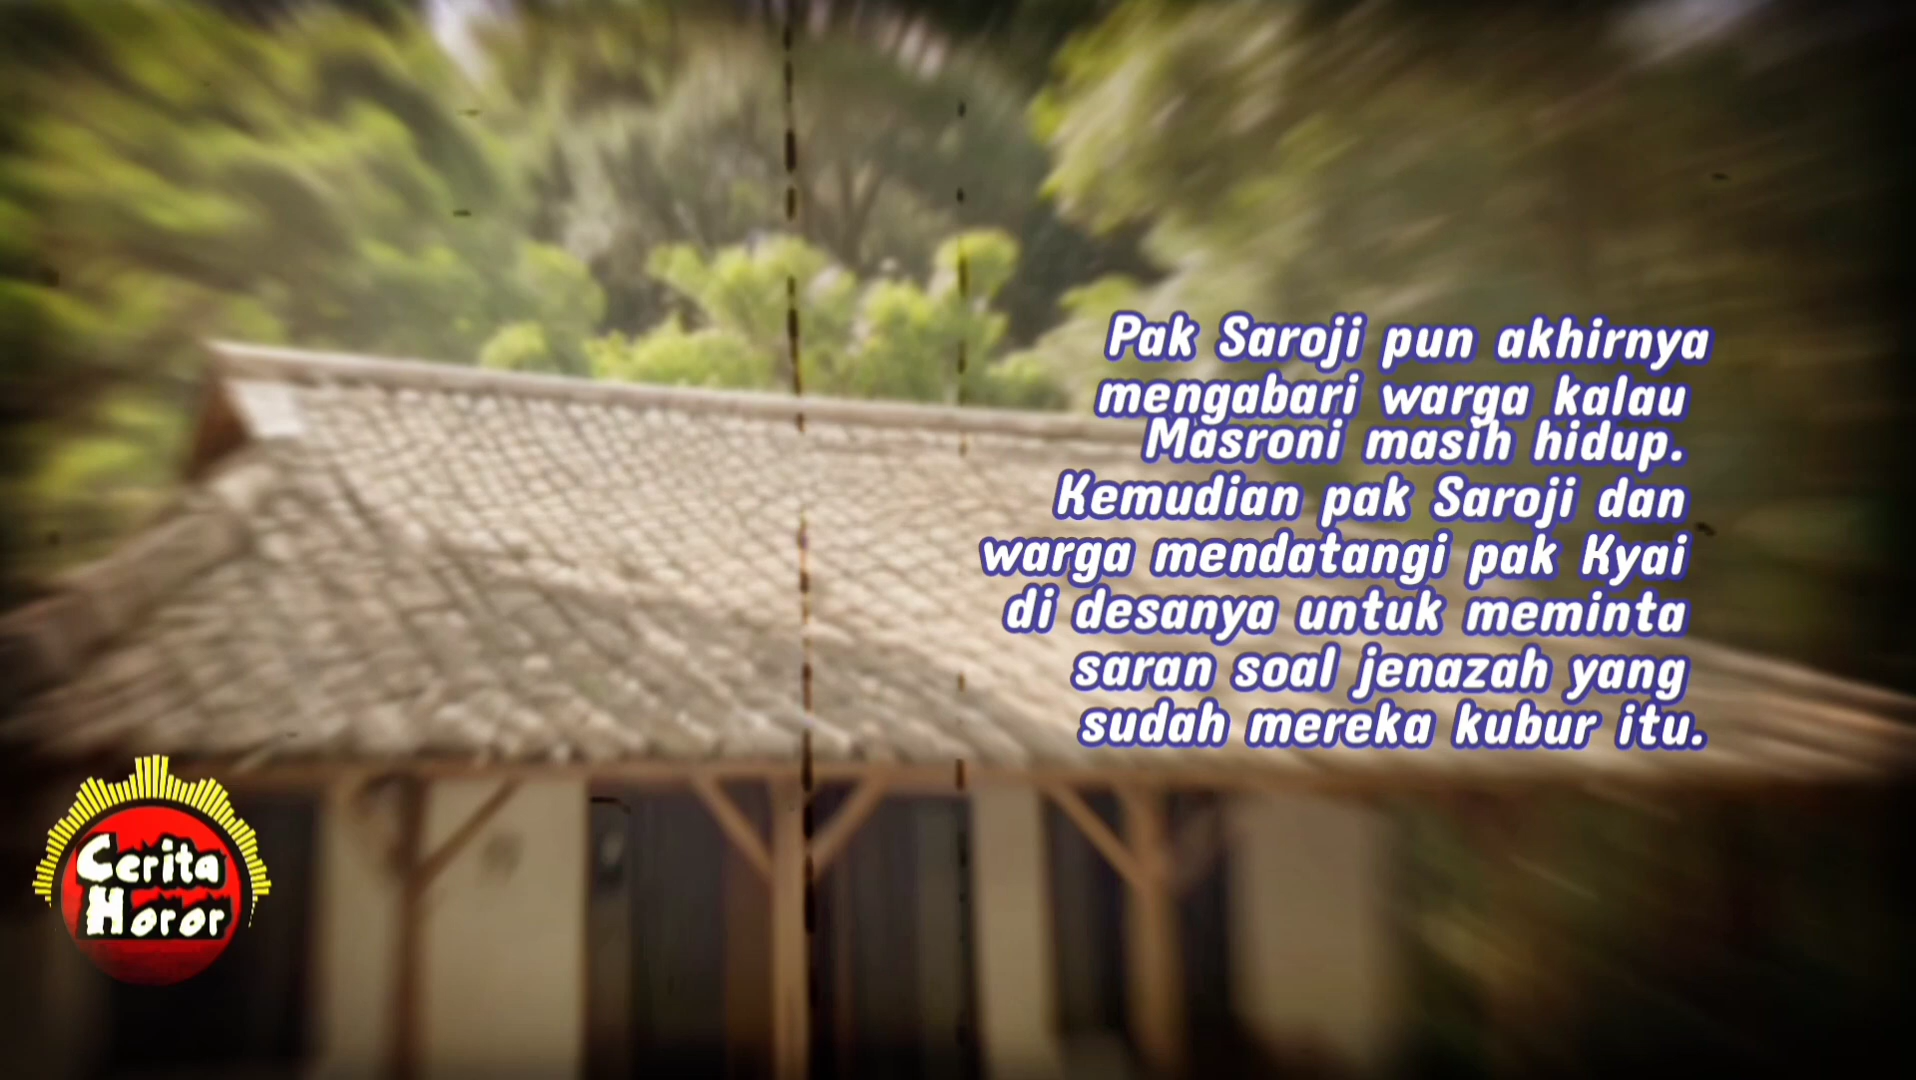 Pak Saroji pun akhirnya
mengabari warga kalau
Masroni masih hidup.
Kemudian pak Saroji dan
warga mendatangi pak Kyai
di desanya untuk meminta
saran soal jenazah yang
sudah mereka kubur itu.
Cerita
Horor